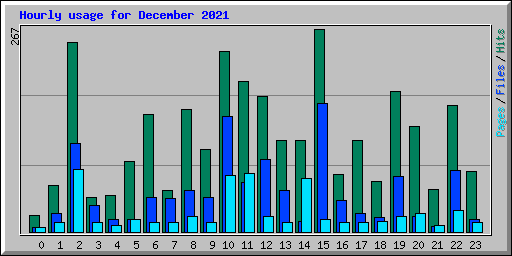 Hourly usage for December 2021
267
Pages / Files / Hits
0 1 2 3 4 5 6 7 8 9 10 11 12 13 14 15 16 17 18 19 20 21 22 23